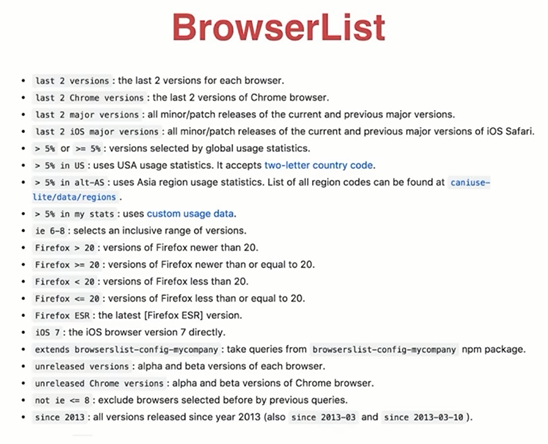 BrowserList
• last 2 versions : the last 2 versions for each browser.
• last 2 Chrome versions : the last 2 versions of Chrome browser.
• last 2 major versions : all minor/patch releases of the current and previous major versions.
• last 2 iOS major versions : all minor/patch releases of the current and previous major versions of iOS Safari.
• > 5% or >= 5% : versions selected by global usage statistics.
• > 5% in US : uses USA usage statistics. It accepts two-letter country code.
• > 5% in alt-AS : uses Asia region usage statistics. List of all region codes can be found at caniuse-
lite/data/regions .
• > 5% in my stats : uses custom usage data.
• ie 6-8 : selects an inclusive range of versions.
• Firefox > 20 : versions of Firefox newer than 20.
• Firefox >= 20 : versions of Firefox newer than or equal to 20.
• Firefox < 20 : versions of Firefox less than 20.
• Firefox <= 20 : versions of Firefox less than or equal to 20.
• Firefox ESR : the latest [Firefox ESR] version.
• iOS 7 : the iOS browser version 7 directly.
• extends browserslist-config-mycompany : take queries from browserslist-config-mycompany npm package.
• unreleased versions : alpha and beta versions of each browser.
• unreleased Chrome versions : alpha and beta versions of Chrome browser.
• not ie <= 8 : exclude browsers selected before by previous queries.
• since 2013 : all versions released since year 2013 (also since 2013-03 and since 2013-03-10 ).